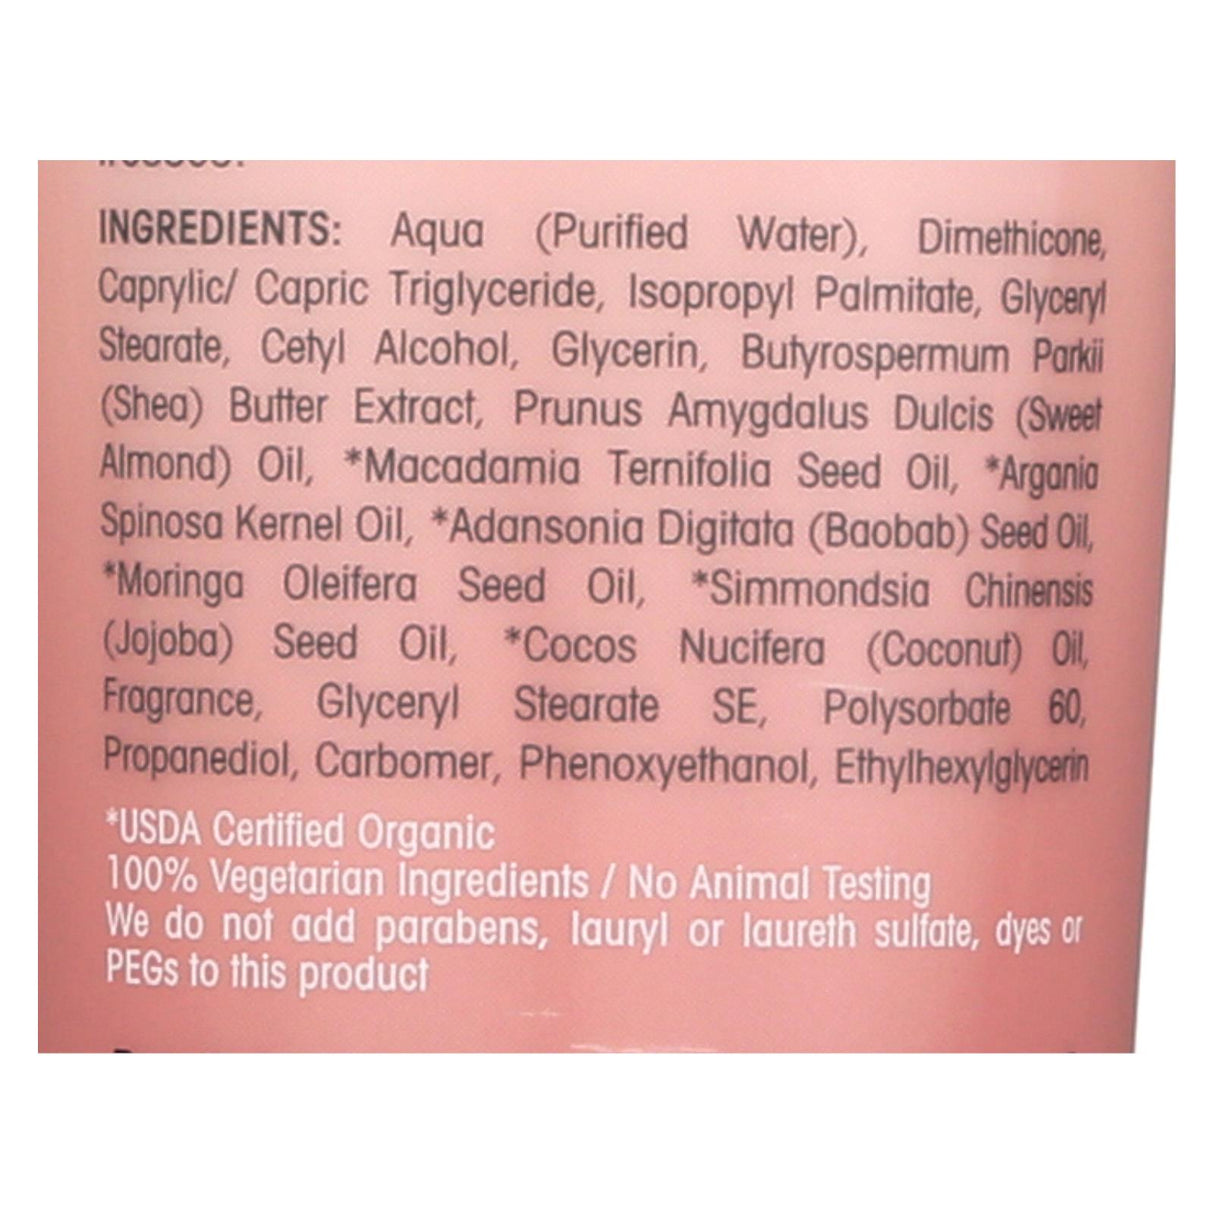 INGREDIENTS: Aqua (Purified Water), Dimethicone,
Caprylic/ Capric Triglyceride, Isopropyl Palmitate, Glyceryl
Stearate, Cetyl Alcohol, Glycerin, Butyrospermum Parkii
(Shea) Butter Extract, Prunus Amygdalus Dulcis (Sweet
Almond) Oil, *Macadamia Ternifolia Seed Oil, *Argania
Spinosa Kernel Oil, *Adansonia Digitata (Baobab) Seed Oil,
*Moringa Oleifera Seed Oil, *Simmondsia Chinensis
(Jojoba) Seed Oil, *Cocos Nucifera (Coconut) Oil,
Fragrance, Glyceryl Stearate SE, Polysorbate 60,
Propanediol, Carbomer, Phenoxyethanol, Ethylhexylglycerin
*USDA Certified Organic
100% Vegetarian Ingredients / No Animal Testing
We do not add parabens, lauryl or laureth sulfate, dyes or
PEGs to this product